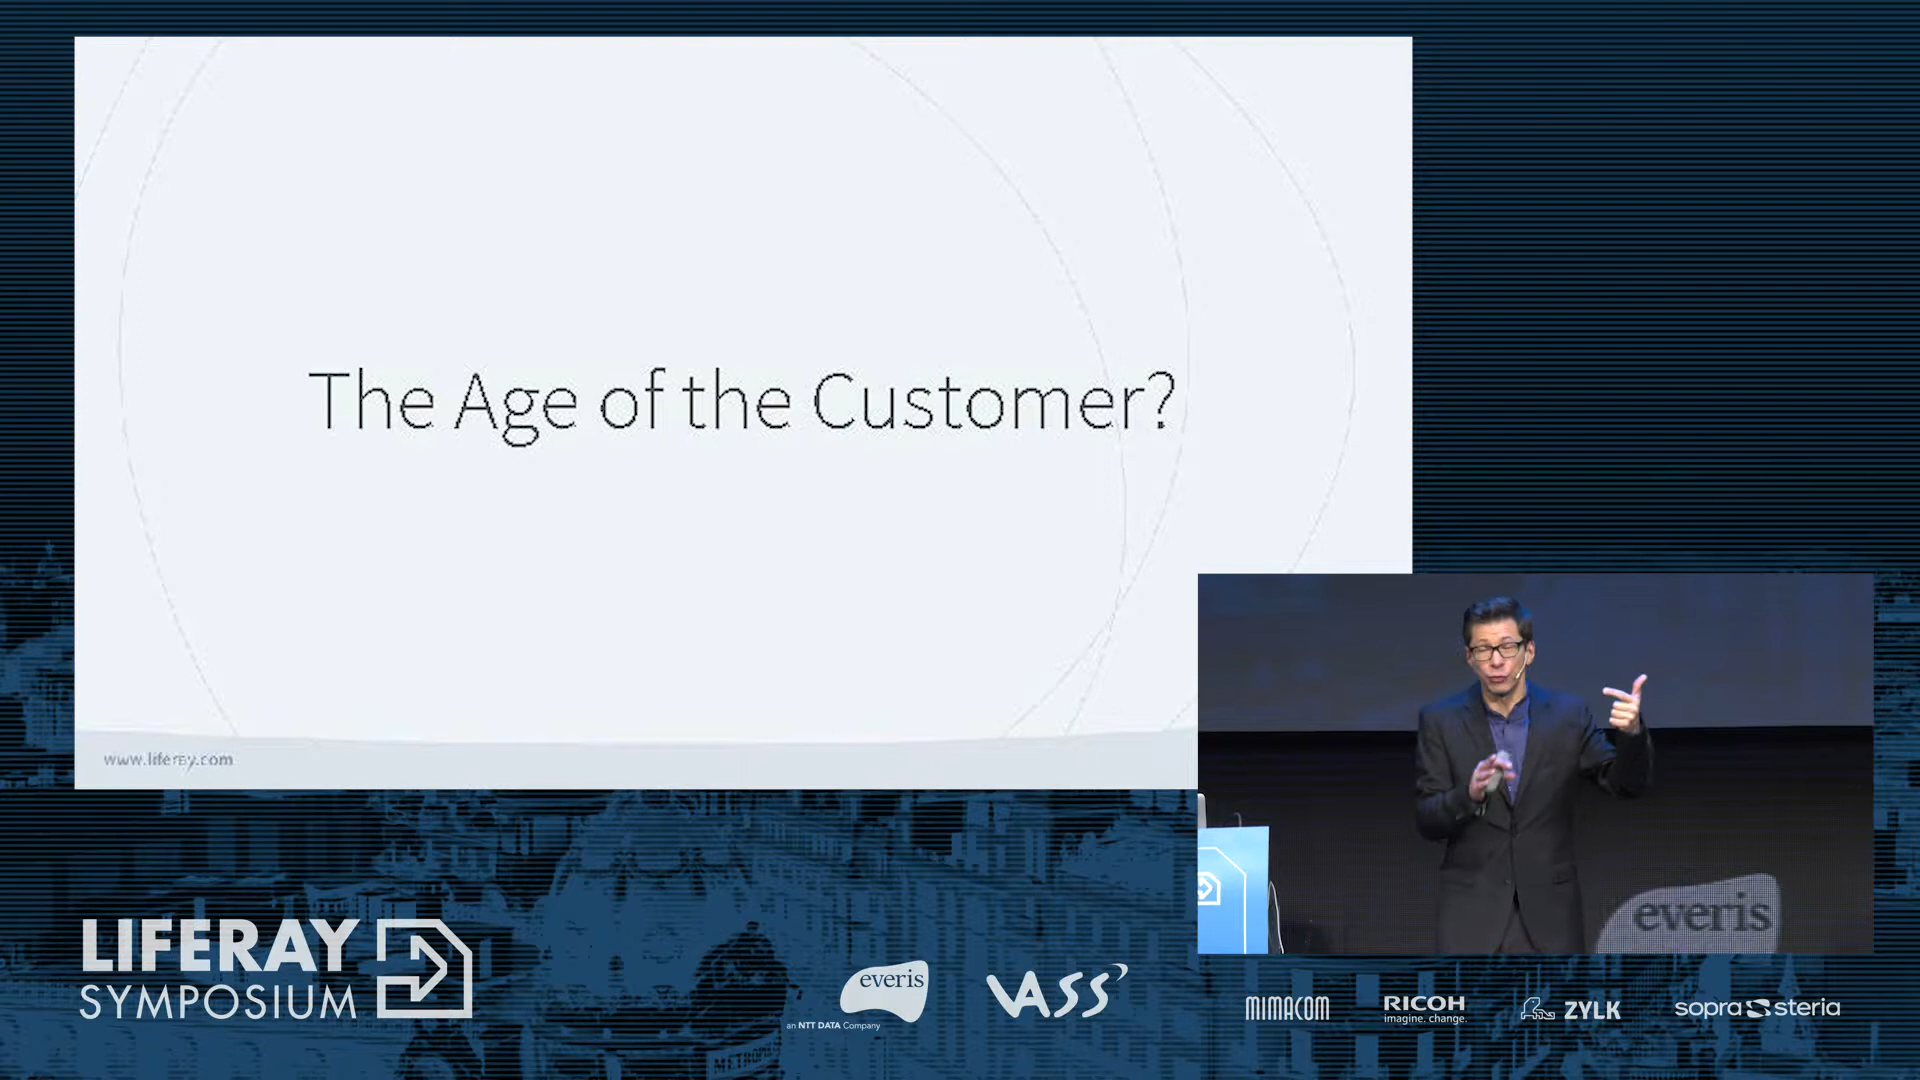 The Age of the Customer?
www.liferay.com
everis
LIFERAY
SYMPOSIUM
everis
an NTT DATA Company
VASS
MIMACOM
RICOH
imagine. change.
ZYLK
sopra steria
METROPOL